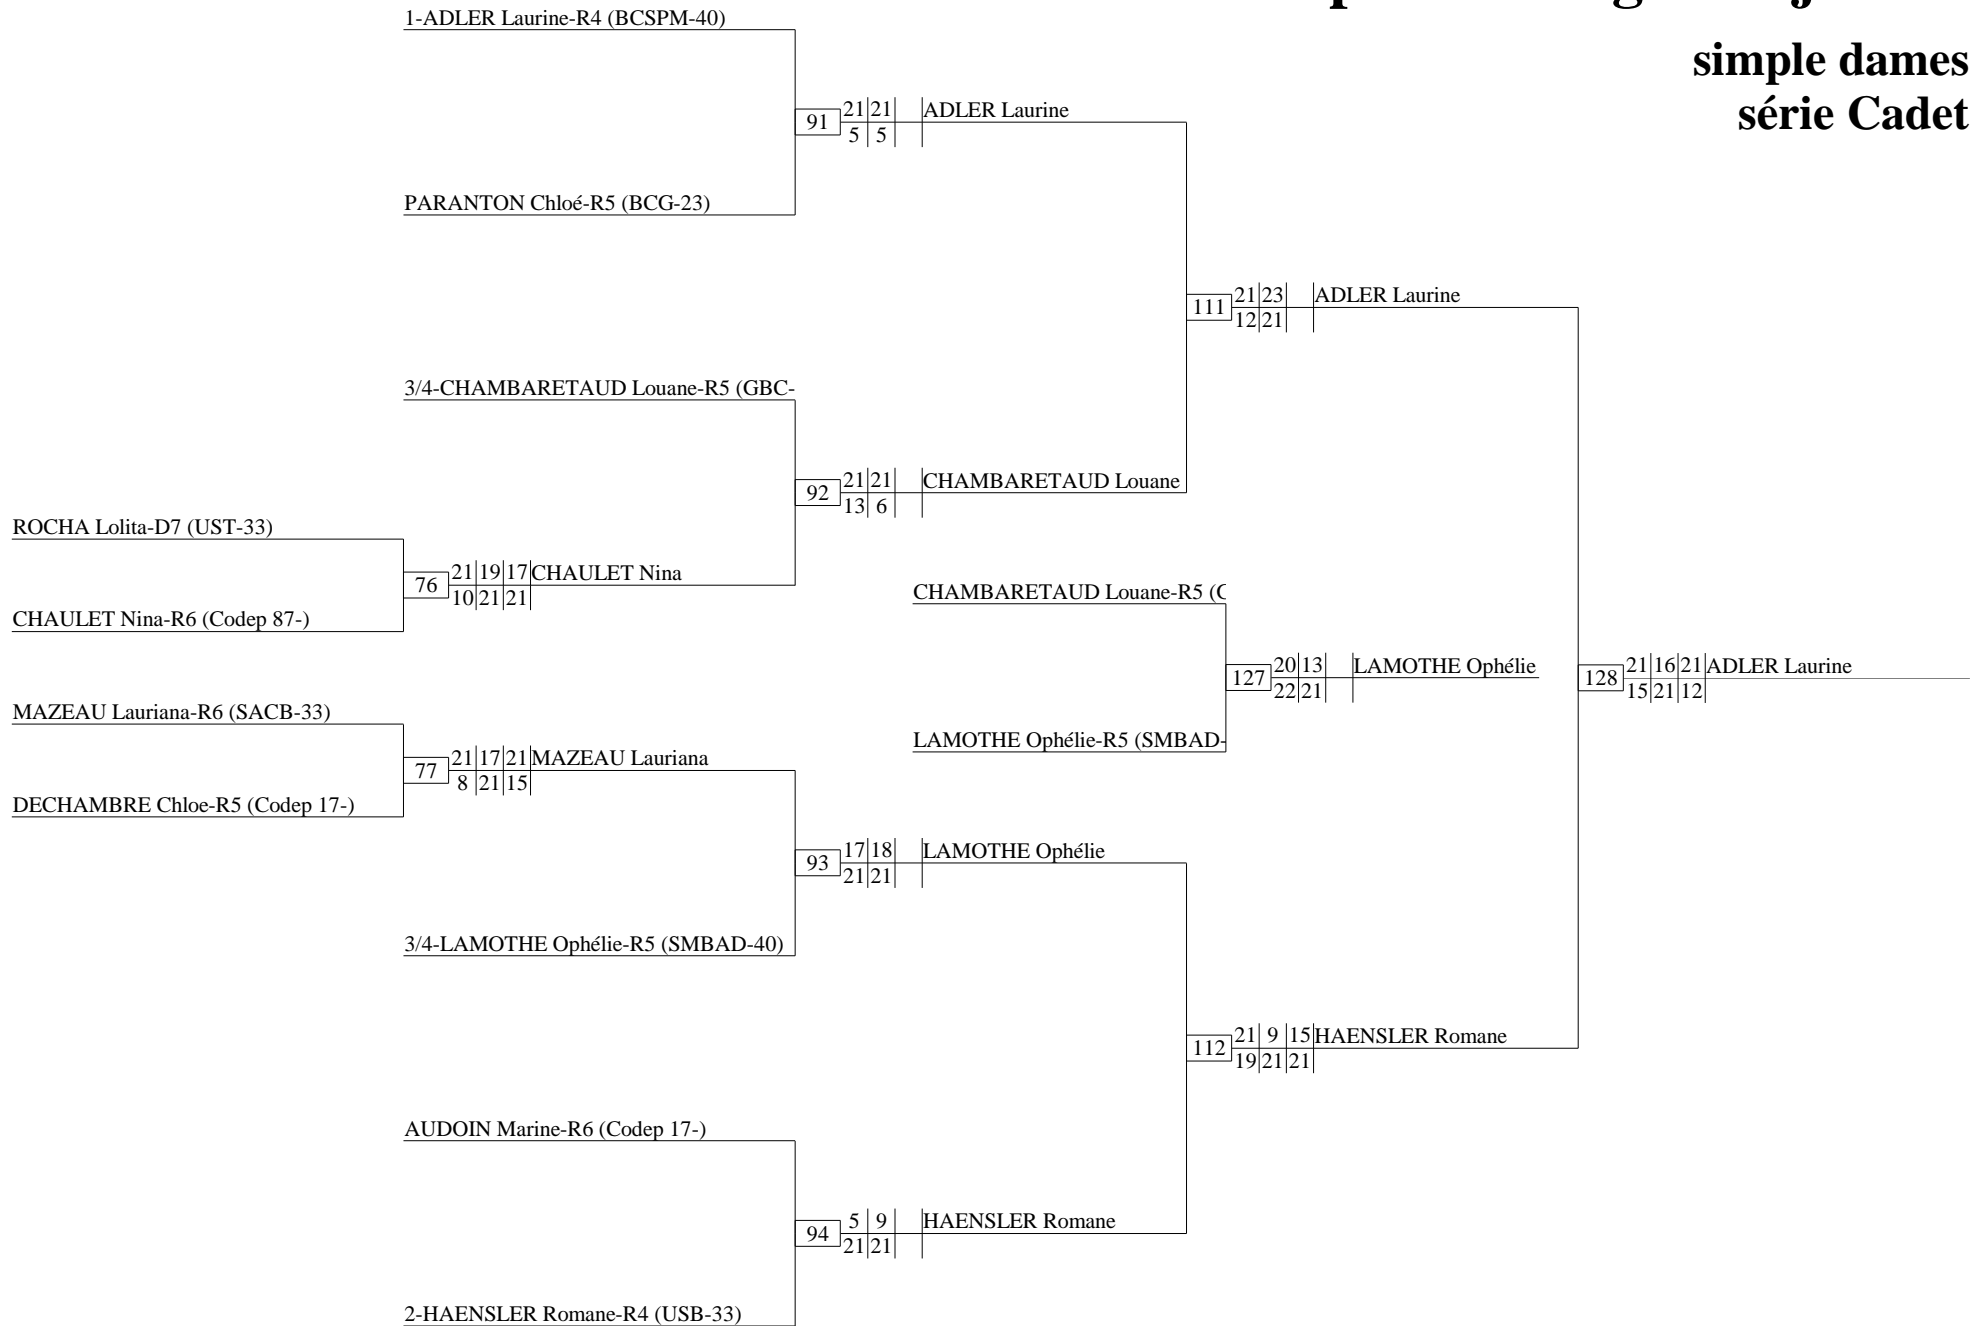 simple dames
série Cadet
1-ADLER Laurine-R4 (BCSPM-40)
91
21 21
5 5
ADLER Laurine
PARANTON Chloé-R5 (BCG-23)
111
21 23
12 21
ADLER Laurine
3/4-CHAMBARETAUD Louane-R5 (GBC-
92
21 21
13 6
CHAMBARETAUD Louane
ROCHA Lolita-D7 (UST-33)
76
21 19 17
10 21 21
CHAULET Nina
CHAULET Nina-R6 (Codep 87-)
CHAMBARETAUD Louane-R5 (
127
20 13
22 21
LAMOTHE Ophélie
128
21 16 21
15 21 12
ADLER Laurine
LAMOTHE Ophélie-R5 (SMBAD-
MAZEAU Lauriana-R6 (SACB-33)
77
21 17 21
8 21 15
MAZEAU Lauriana
DECHAMBRE Chloe-R5 (Codep 17-)
93
17 18
21 21
LAMOTHE Ophélie
3/4-LAMOTHE Ophélie-R5 (SMBAD-40)
112
21 9 15
19 21 21
HAENSLER Romane
AUDOIN Marine-R6 (Codep 17-)
94
5 9
21 21
HAENSLER Romane
2-HAENSLER Romane-R4 (USB-33)